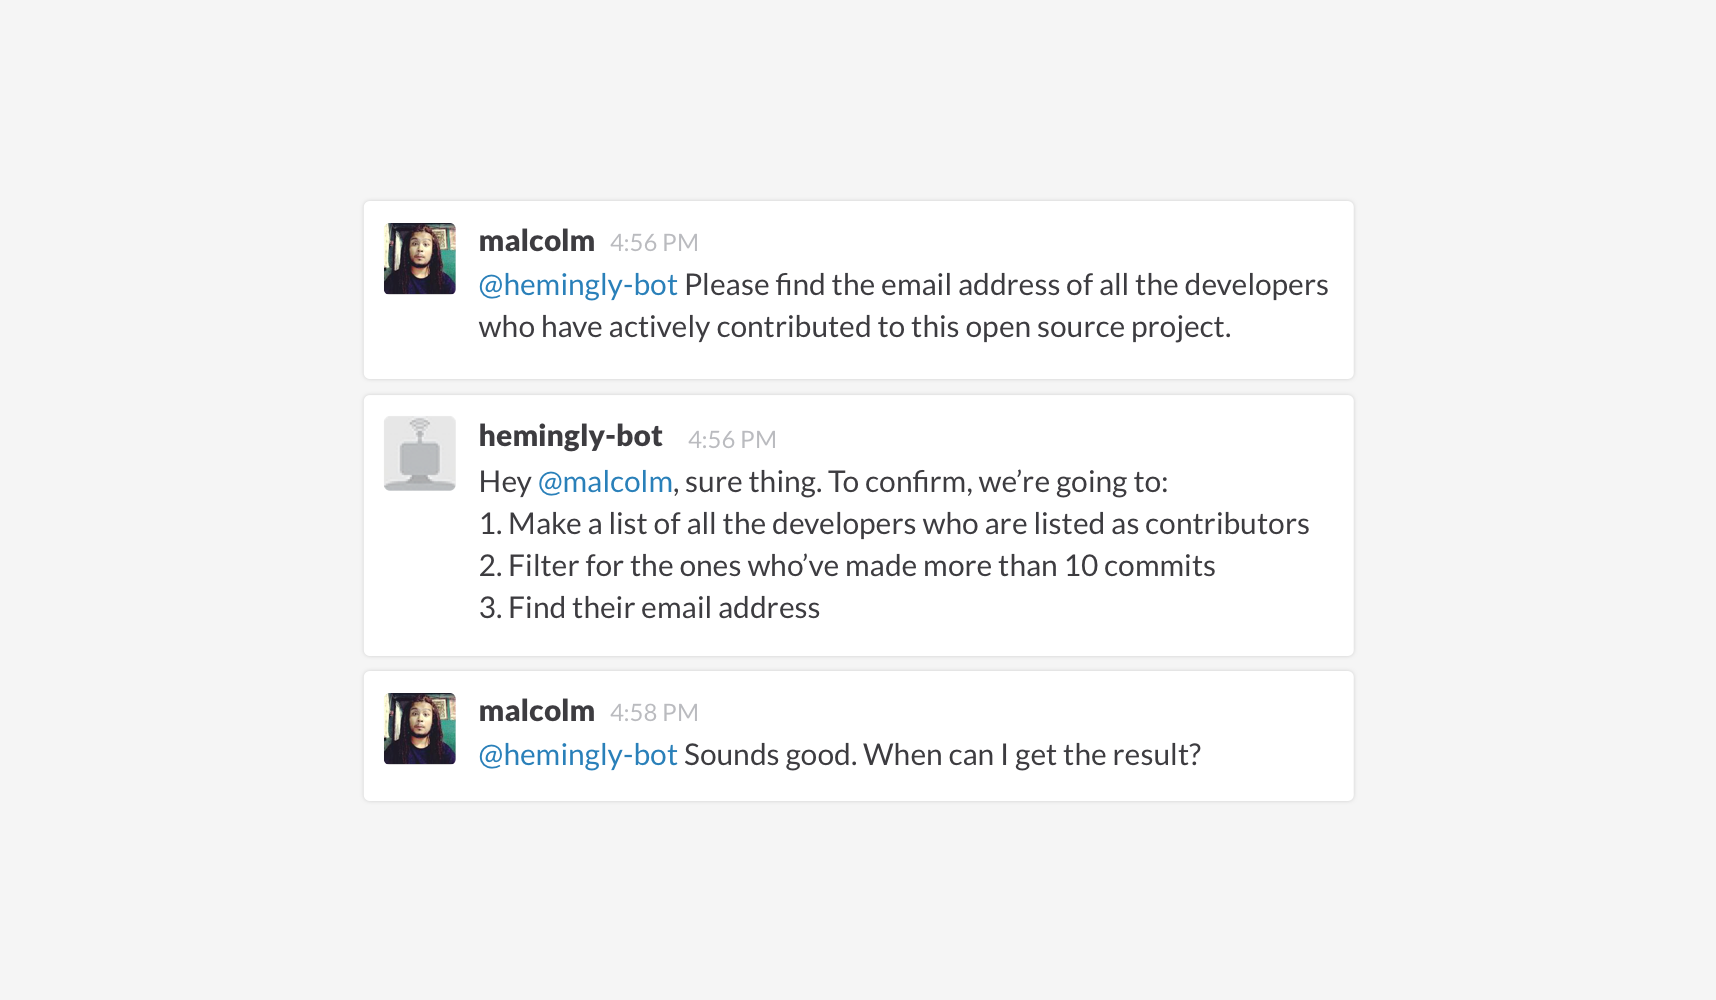 malcolm 4:56 PM
@hemingly-bot Please find the email address of all the developers
who have actively contributed to this open source project.
hemingly-bot 4:56 PM
Hey @malcolm, sure thing. To confirm, we’re going to:
1. Make a list of all the developers who are listed as contributors
2. Filter for the ones who’ve made more than 10 commits
3. Find their email address
malcolm 4:58 PM
@hemingly-bot Sounds good. When can I get the result?